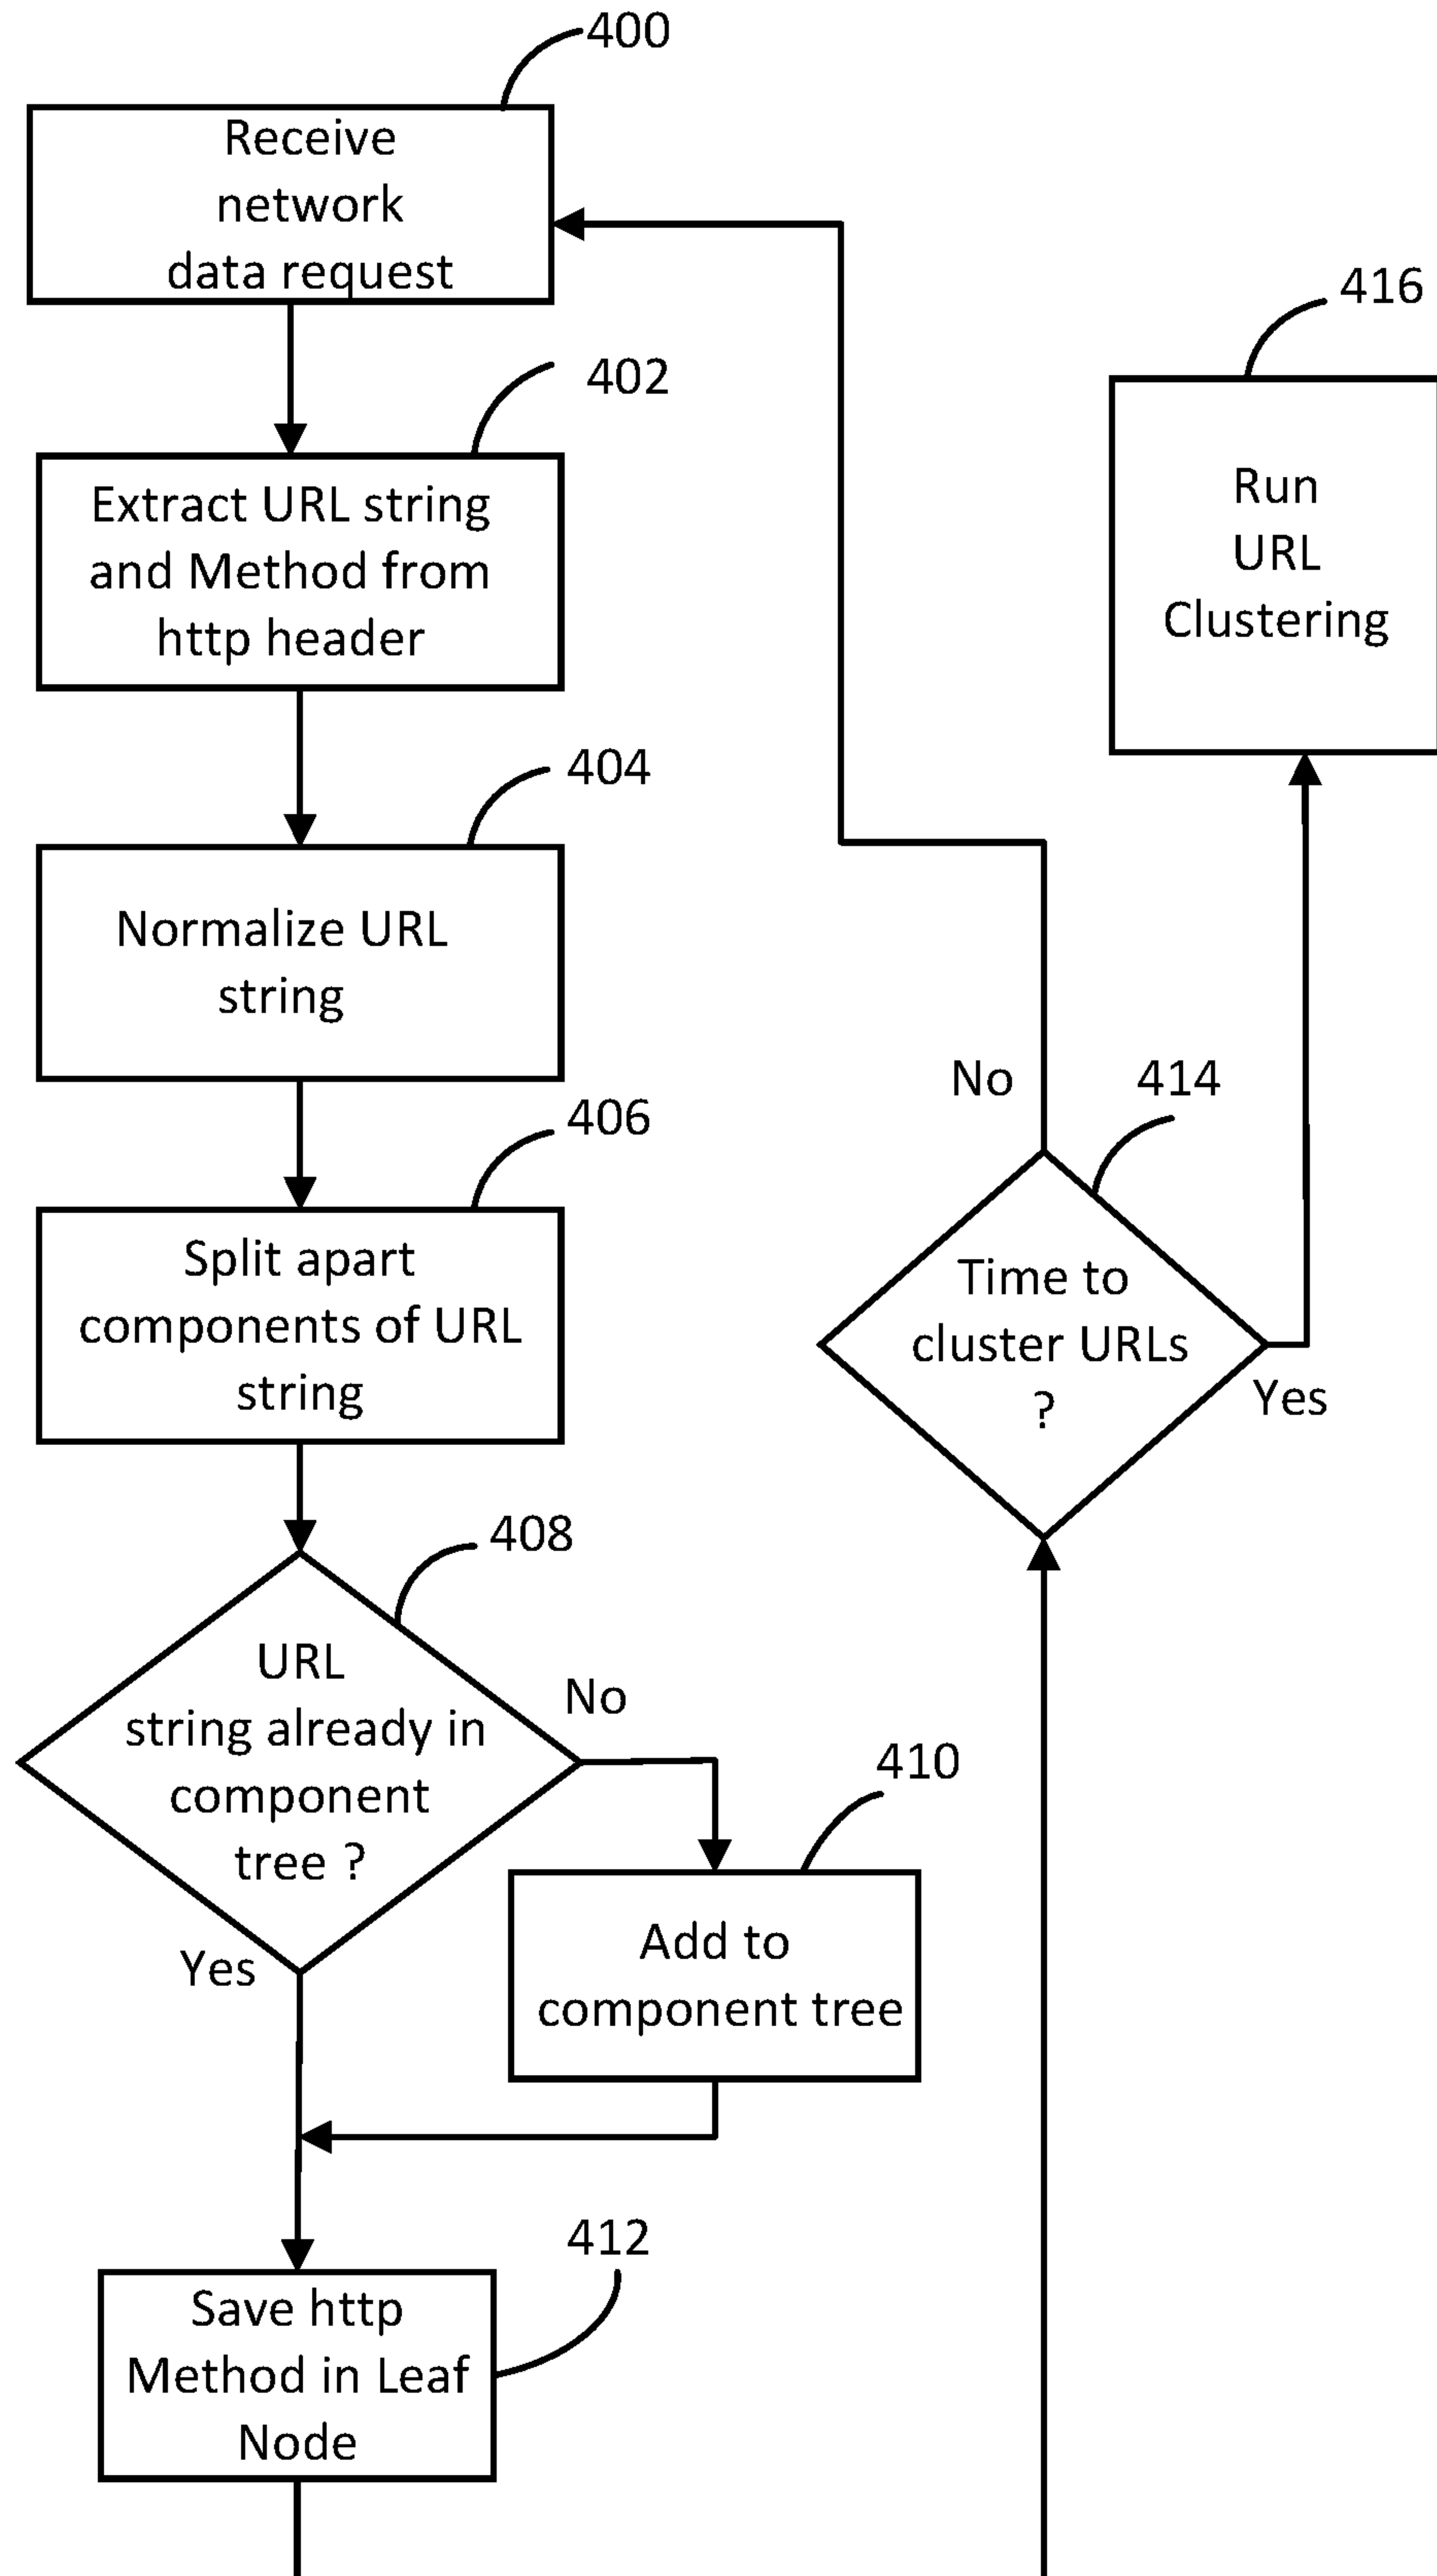 400
Receive
network
data request
402
Extract URL string
and Method from
http header
404
Normalize URL
string
406
Split apart
components of URL
string
408
URL
string already in
component
tree ?
No
Yes
410
Add to
component tree
412
Save http
Method in Leaf
Node
414
Time to
cluster URLs
?
No
Yes
416
Run
URL
Clustering